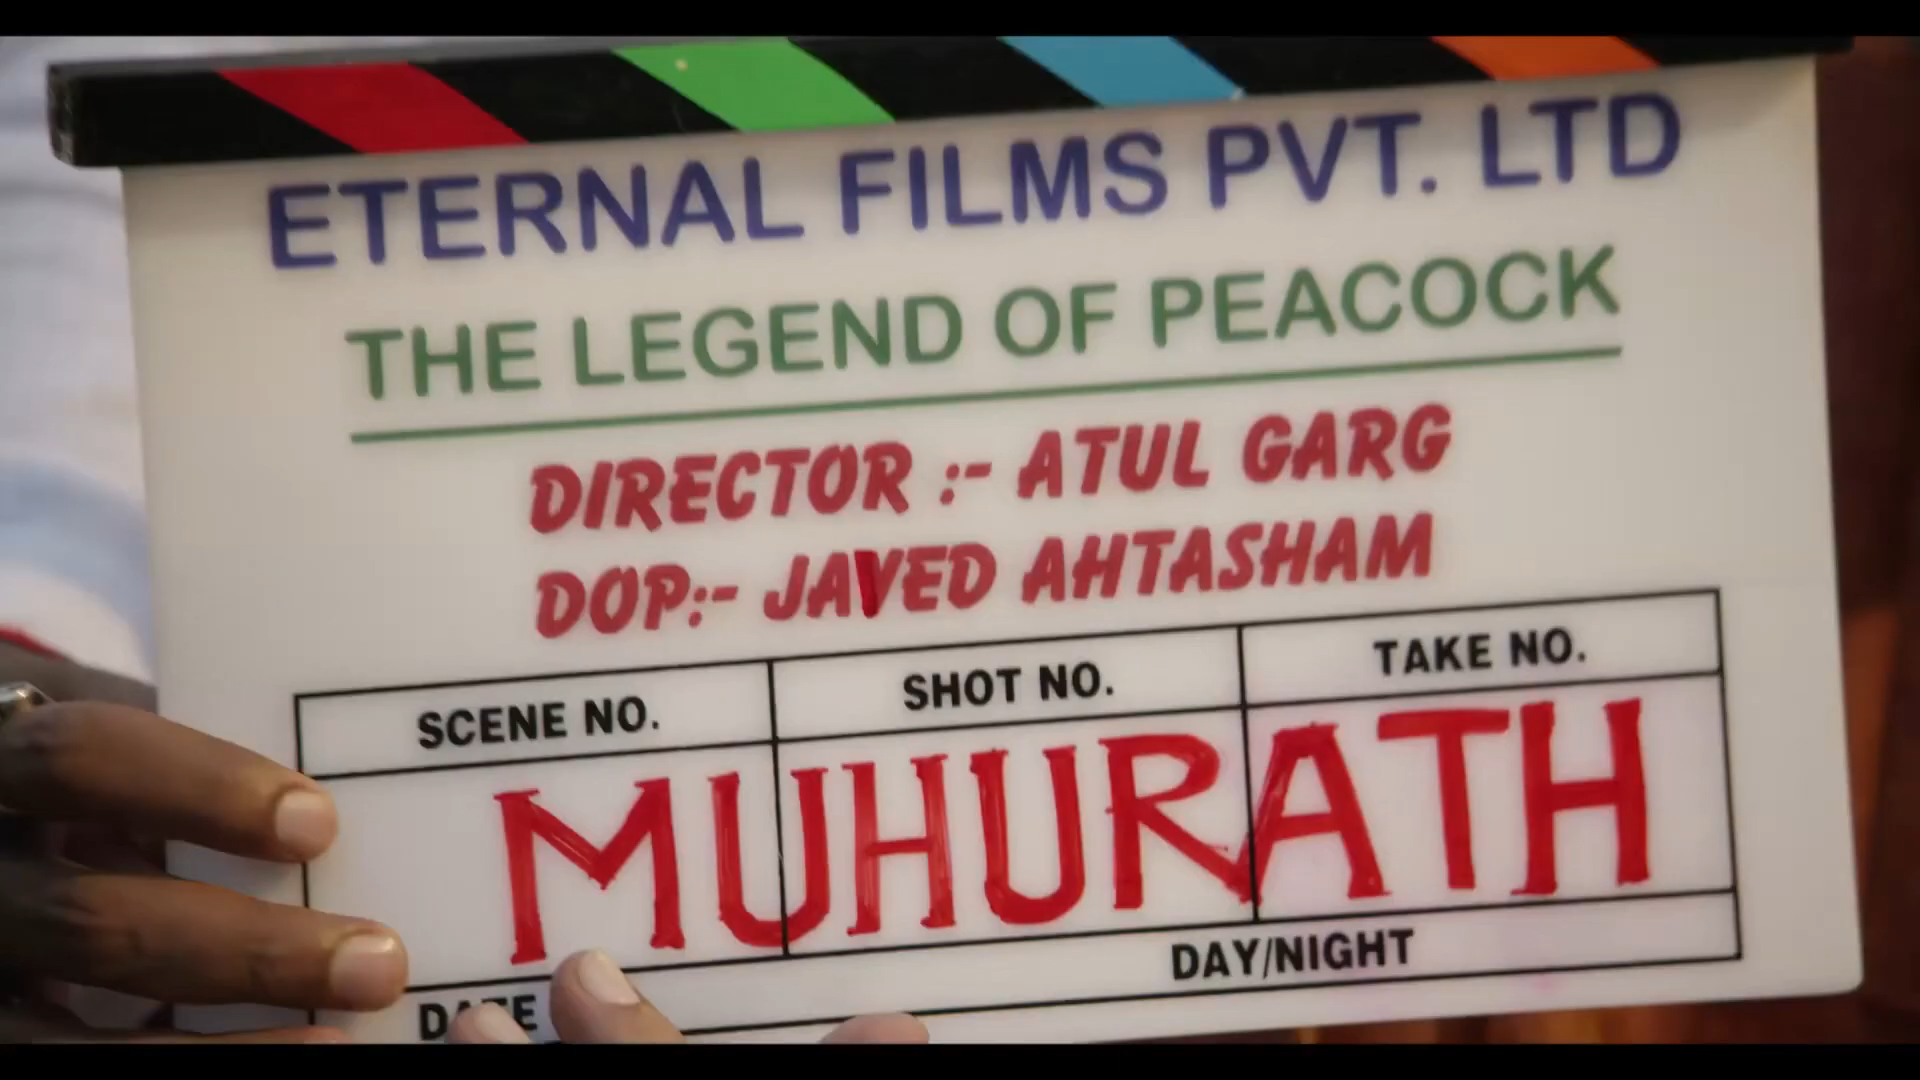 ETERNAL FILMS PVT. LTD
THE LEGEND OF PEACOCK
DIRECTOR :- ATUL GARG
DOP:- JAVED AHTASHAM
SCENE NO. SHOT NO. TAKE NO.
MUHURATH
DATE DAY/NIGHT